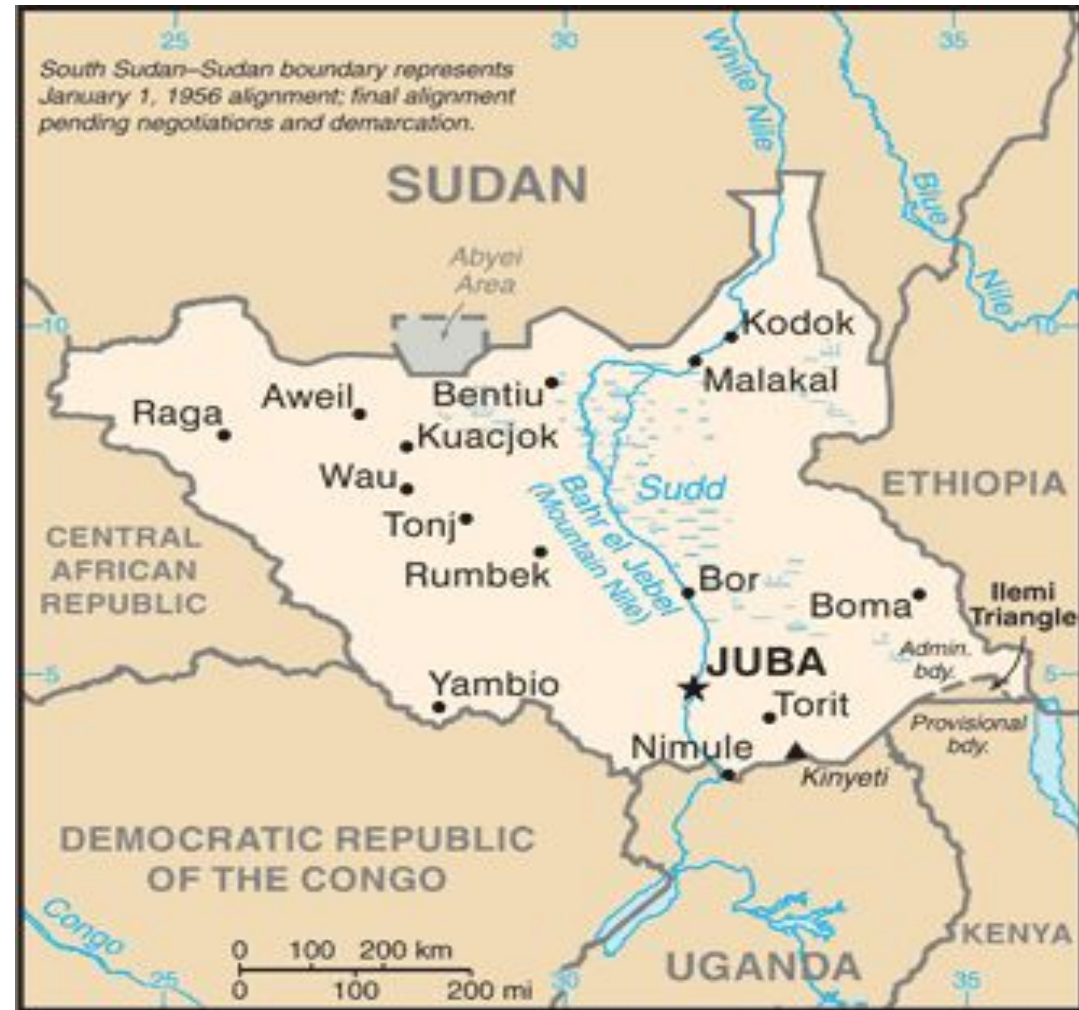 25
30
35
South Sudan–Sudan boundary represents
January 1, 1956 alignment; final alignment
pending negotiations and demarcation.
White Nile
SUDAN
Blue
Nile
Abyei
Area
10
10
Kodok
Malakal
Bentiu
Aweil
Raga
Kuacjok
Wau
Sudd
ETHIOPIA
Tonj
Bahr el Jebel
(Mountain Nile)
CENTRAL
AFRICAN
REPUBLIC
Rumbek
Bor
Boma
Ilemi
Triangle
Admin.
bdy.
5
5
JUBA
Yambio
Torit
Provisional
bdy.
Nimule
Kinyeti
DEMOCRATIC REPUBLIC
OF THE CONGO
Congo
0 100 200 km
0 100 200 mi
UGANDA
KENYA
25
30
35